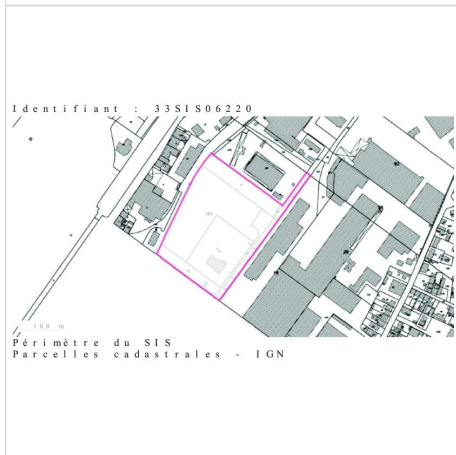 Identifiant : 33SIS06220
100 m
Périmètre du SIS
Parcelles cadastrales - IGN